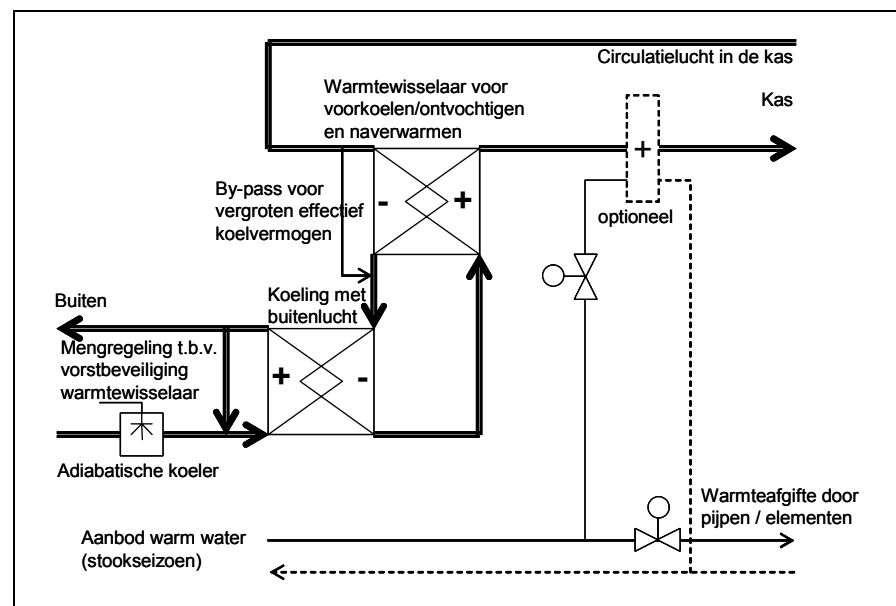 Circulatielucht in de kas
Warmtewisselaar voor
voorkoelen/ontvochtigen
en naverwarmen
Kas
+
By-pass voor
vergroten effectief
koelvermogen
- +
optioneel
Koeling met
buitenlucht
Buiten
Mengregeling t.b.v.
vorstbeveiliging
warmtewisselaar
+ -
Adiabatische koeler
Warmteafgifte door
pijpen / elementen
Aanbod warm water
(stookseizoen)